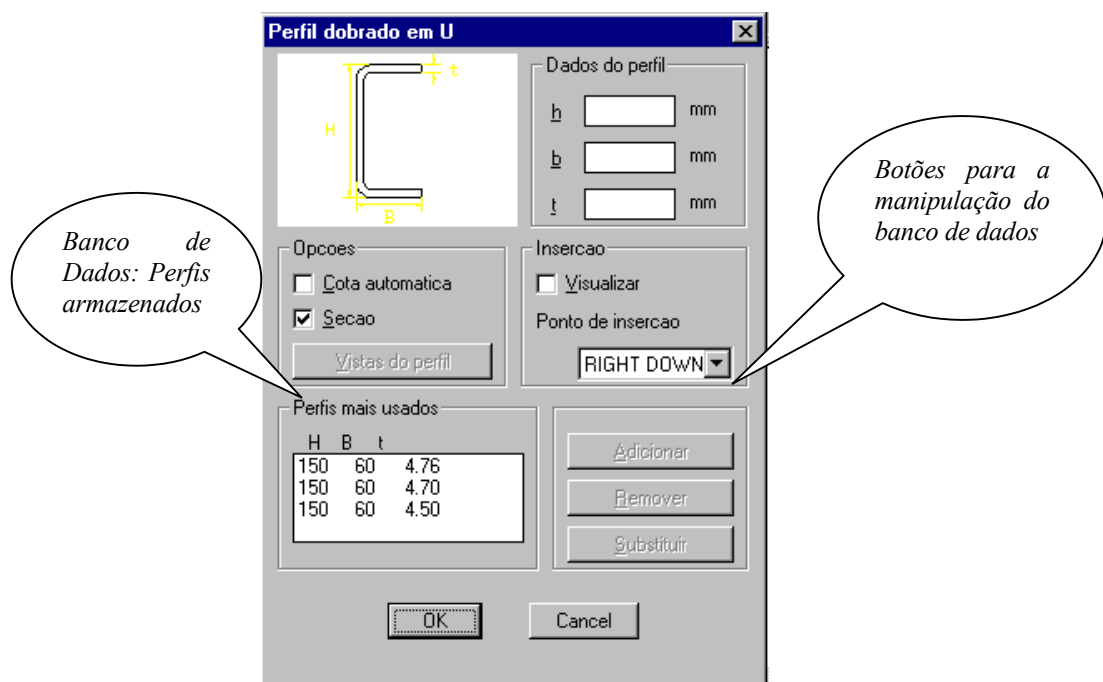 Perfil dobrado em U
t
H
B
Dados do perfil
h mm
b mm
t mm
Banco de
Dados: Perfis
armazenados
Botões para a
manipulação do
banco de dados
Opcoes
Cota automatica
Secao
Vistas do perfil
Insercao
Visualizar
Ponto de insercao
RIGHT DOWN
Perfis mais usados
H B t
150 60 4.76
150 60 4.70
150 60 4.50
Adicionar
Remover
Substituir
OK
Cancel